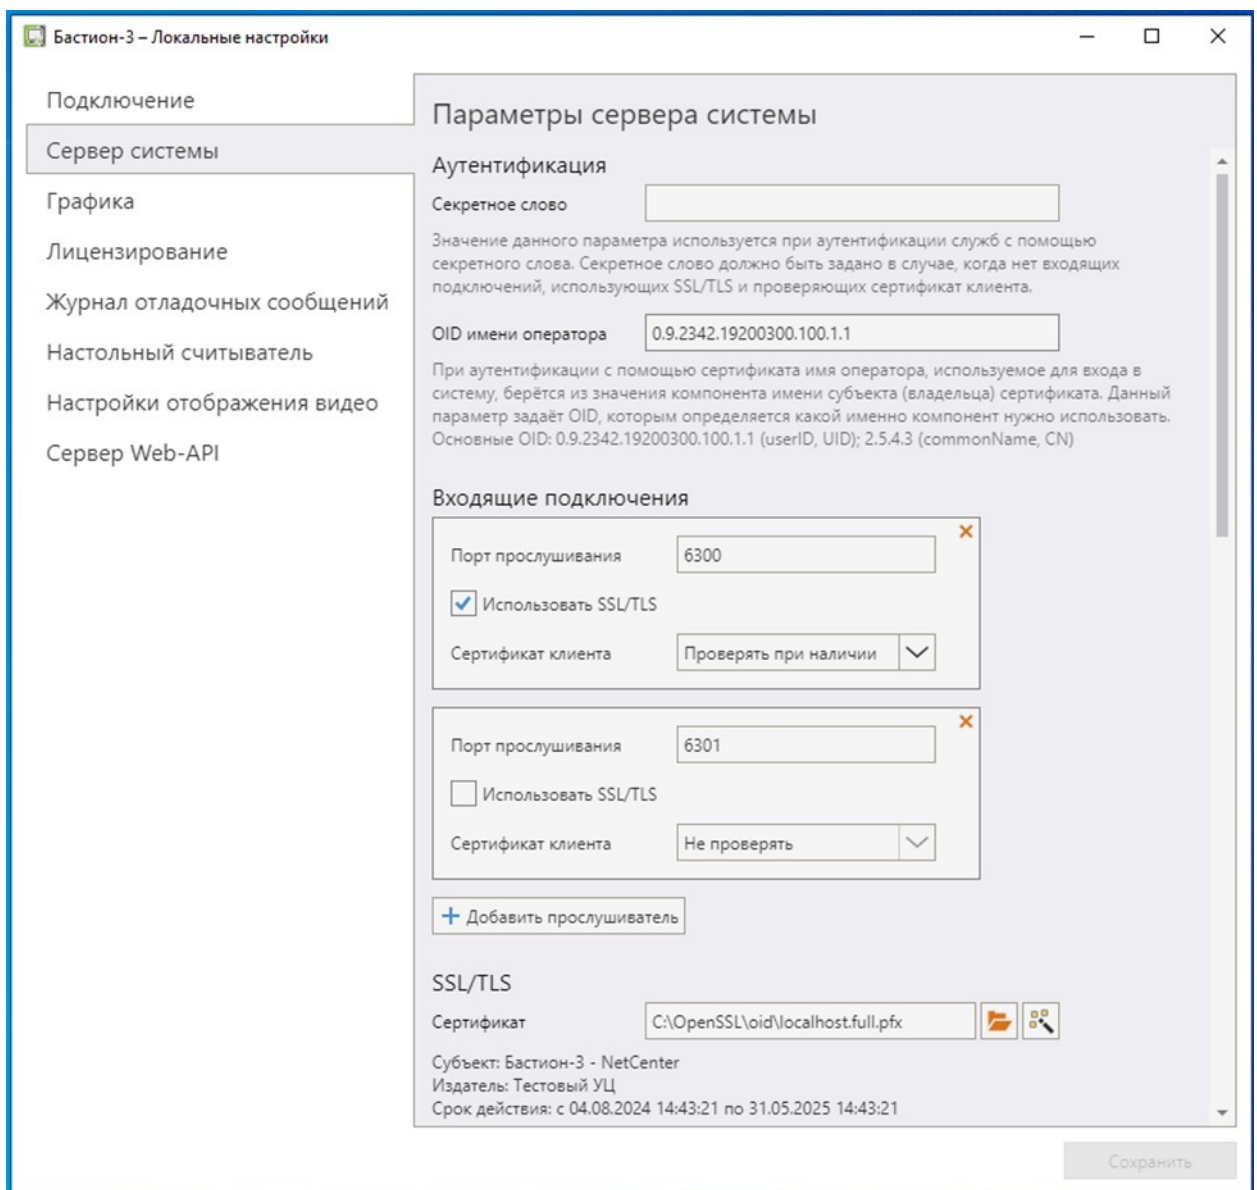 Бастион-3 – Локальные настройки
Подключение
Сервер системы
Графика
Лицензирование
Журнал отладочных сообщений
Настольный считыватель
Настройки отображения видео
Сервер Web-API
Параметры сервера системы
Аутентификация
Секретное слово
Значение данного параметра используется при аутентификации служб с помощью
секретного слова. Секретное слово должно быть задано в случае, когда нет входящих
подключений, использующих SSL/TLS и проверяющих сертификат клиента.
OID имени оператора 0.9.2342.19200300.100.1.1
При аутентификации с помощью сертификата имя оператора, используемое для входа в
систему, берётся из значения компонента имени субъекта (владельца) сертификата. Данный
параметр задаёт OID, которым определяется какой именно компонент нужно использовать.
Основные OID: 0.9.2342.19200300.100.1.1 (userID, UID); 2.5.4.3 (commonName, CN)
Входящие подключения
Порт прослушивания 6300
Использовать SSL/TLS
Сертификат клиента Проверять при наличии
Порт прослушивания 6301
Использовать SSL/TLS
Сертификат клиента Не проверять
Добавить прослушиватель
SSL/TLS
Сертификат C:\OpenSSL\oid\localhost.full.pfx
Субъект: Бастион-3 - NetCenter
Издатель: Тестовый УЦ
Срок действия: с 04.08.2024 14:43:21 по 31.05.2025 14:43:21
Сохранить